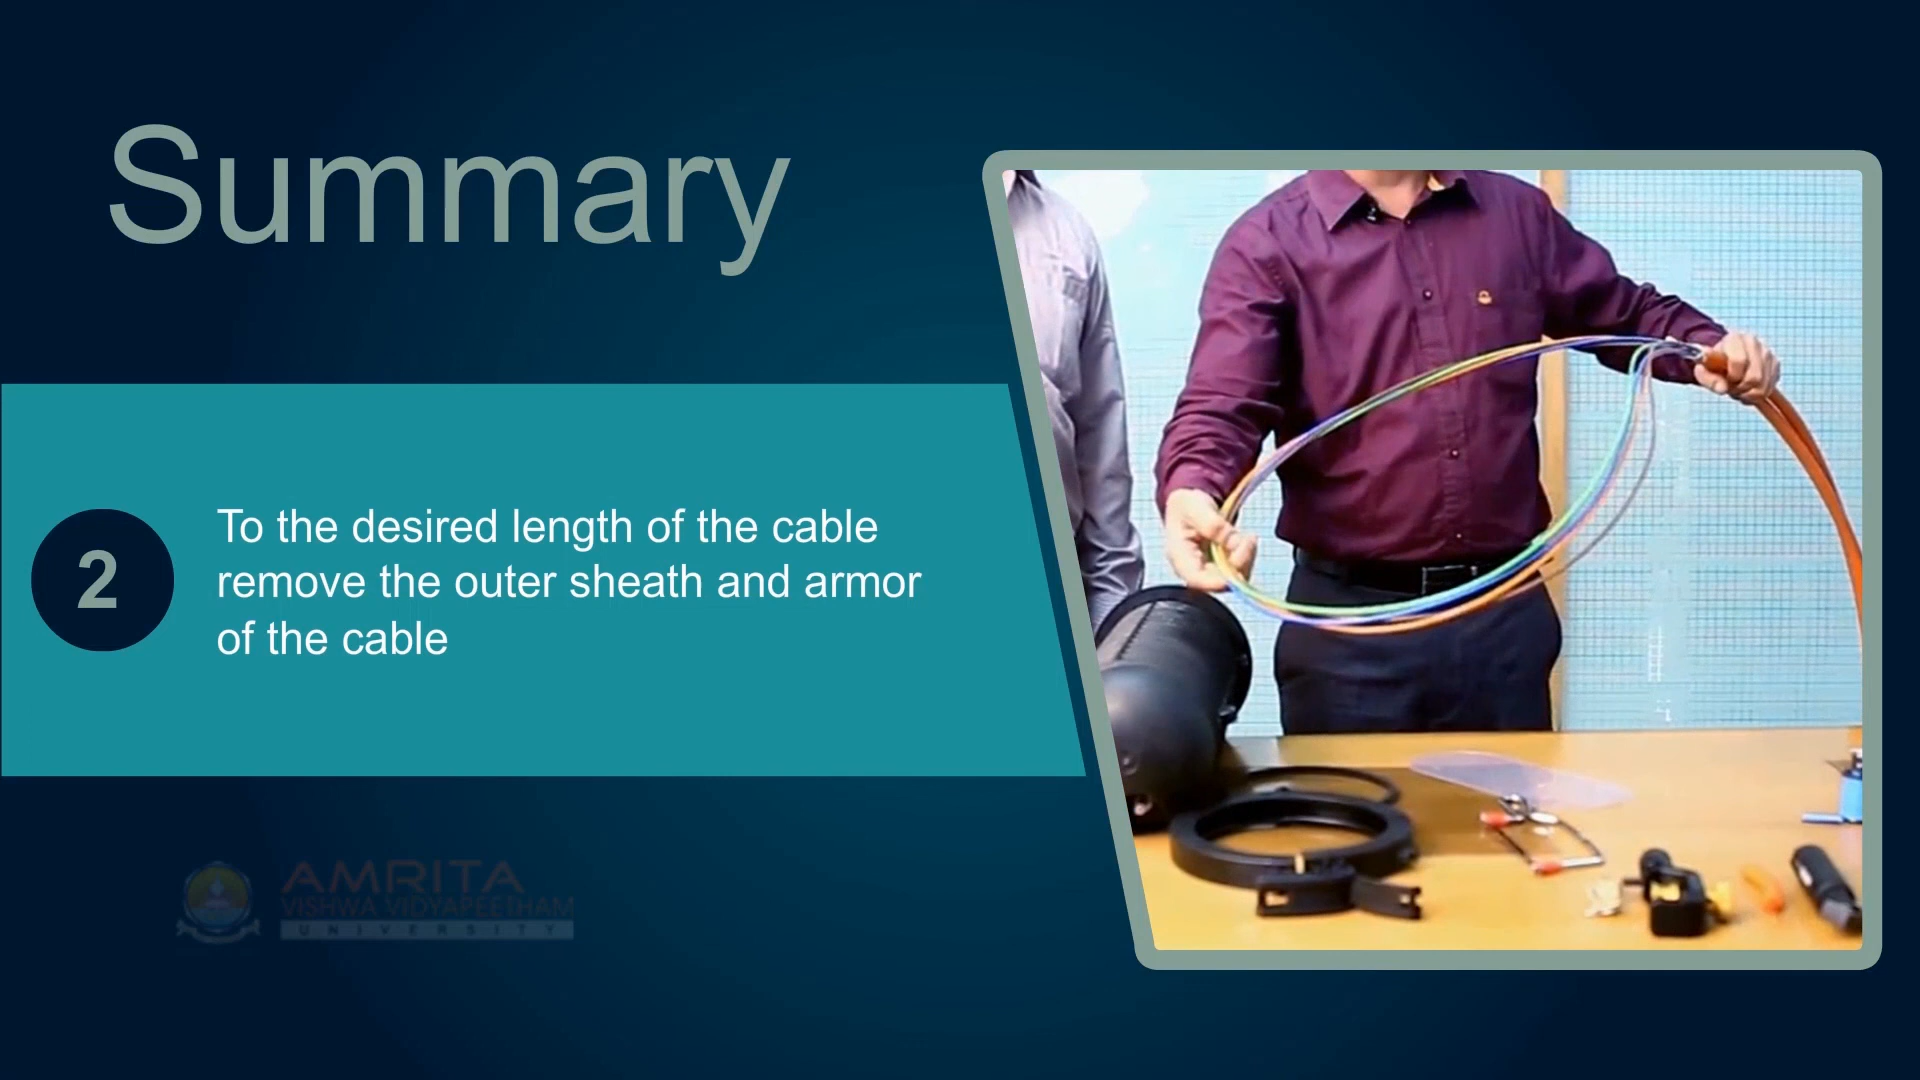 Summary
2
To the desired length of the cable
remove the outer sheath and armor
of the cable
AMRITA
VISHWA VIDYAPEETHAM
UNIVERSITY